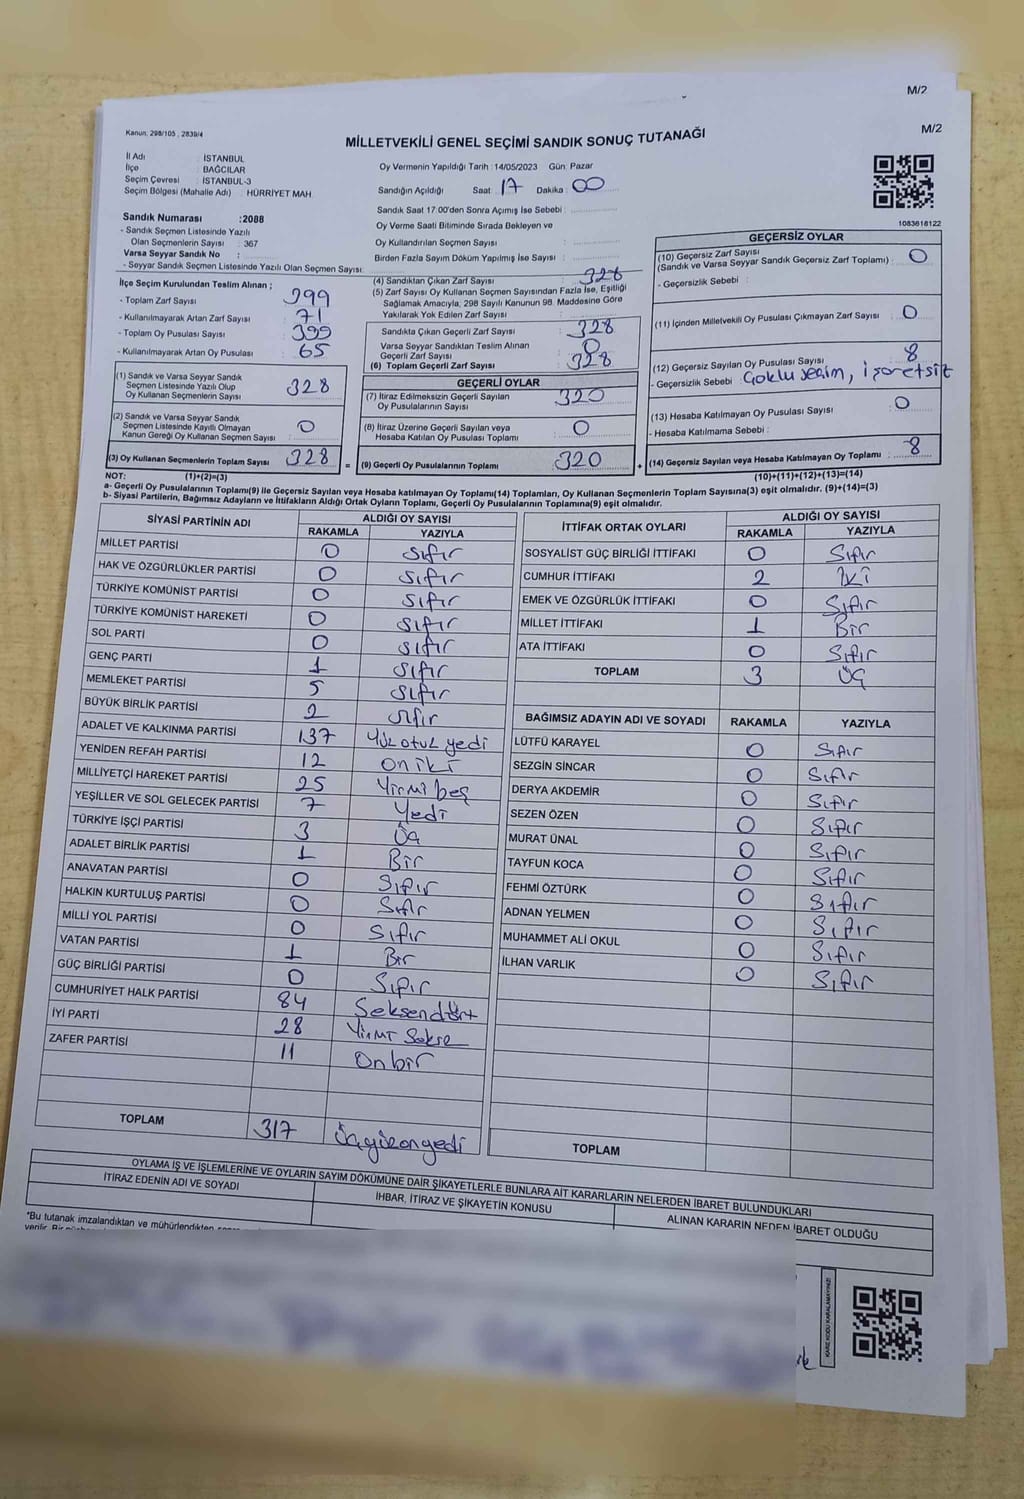 M/2
M/2
Kanun: 298/105 , 2839/4
MİLLETVEKİLİ GENEL SEÇİMİ SANDIK SONUÇ TUTANAĞI
İl Adı : İSTANBUL
İlçe : BAĞCILAR
Seçim Çevresi : İSTANBUL-3
Seçim Bölgesi (Mahalle Adı) : HÜRRİYET MAH
Oy Vermenin Yapıldığı Tarih : 14/05/2023 Gün: Pazar
Sandığın Açıldığı Saat 17 Dakika : 00
Sandık Saat 17:00'den Sonra Açımış İse Sebebi :
Oy Verme Saati Bitiminde Sırada Bekleyen ve
Oy Kullandırılan Seçmen Sayısı :
Birden Fazla Sayım Döküm Yapılmış İse Sayısı :
1083618122
Sandık Numarası : 2088
- Sandık Seçmen Listesinde Yazılı
Olan Seçmenlerin Sayısı : 367
Varsa Seyyar Sandık No :
- Seyyar Sandık Seçmen Listesinde Yazılı Olan Seçmen Sayısı:
İlçe Seçim Kurulundan Teslim Alınan ;
- Toplam Zarf Sayısı 399
- Kullanılmayarak Artan Zarf Sayısı : 71
- Toplam Oy Pusulası Sayısı : 399
- Kullanılmayarak Artan Oy Pusulası : 65
(1) Sandık ve Varsa Seyyar Sandık
Seçmen Listesinde Yazılı Olup
Oy Kullanan Seçmenlerin Sayısı : 328
(2) Sandık ve Varsa Seyyar Sandık
Seçmen Listesinde Kayıtlı Olmayan
Kanun Gereği Oy Kullanan Seçmen Sayısı : 0
(3) Oy Kullanan Seçmenlerin Toplam Sayısı : 328 =
(4) Sandıktan Çıkan Zarf Sayısı : 328
(5) Zarf Sayısı Oy Kullanan Seçmen Sayısından Fazla İse, Eşitliği
Sağlamak Amacıyla, 298 Sayılı Kanunun 98. Maddesine Göre
Yakılarak Yok Edilen Zarf Sayısı :
Sandıkta Çıkan Geçerli Zarf Sayısı : 328
Varsa Seyyar Sandıktan Teslim Alınan
Geçerli Zarf Sayısı : 0
(6) Toplam Geçerli Zarf Sayısı : 328
GEÇERLİ OYLAR
(7) İtiraz Edilmeksizin Geçerli Sayılan
Oy Pusulalarının Sayısı : 320
(8) İtiraz Üzerine Geçerli Sayılan veya
Hesaba Katılan Oy Pusulası Toplamı : 0
(9) Geçerli Oy Pusulalarının Toplamı : 320 +
GEÇERSİZ OYLAR
(10) Geçersiz Zarf Sayısı
(Sandık ve Varsa Seyyar Sandık Geçersiz Zarf Toplamı) : 0
- Geçersizlik Sebebi :
(11) İçinden Milletvekili Oy Pusulası Çıkmayan Zarf Sayısı : 0
(12) Geçersiz Sayılan Oy Pusulası Sayısı : 8
- Geçersizlik Sebebi : Çoklu seçim, işaretsiz
(13) Hesaba Katılmayan Oy Pusulası Sayısı : 0
- Hesaba Katılmama Sebebi :
(14) Geçersiz Sayılan veya Hesaba Katılmayan Oy Toplamı : 8
NOT: (1)+(2)=(3) (10)+(11)+(12)+(13)=(14)
a- Geçerli Oy Pusulalarının Toplamı(9) ile Geçersiz Sayılan veya Hesaba katılmayan Oy Toplamı(14) Toplamları, Oy Kullanan Seçmenlerin Toplam Sayısına(3) eşit olmalıdır. (9)+(14)=(3)
b- Siyasi Partilerin, Bağımsız Adayların ve İttifakların Aldığı Ortak Oyların Toplamı, Geçerli Oy Pusulalarının Toplamına(9) eşit olmalıdır.
SİYASİ PARTİNİN ADI ALDIĞI OY SAYISI
RAKAMLA YAZIYLA
MİLLET PARTİSİ 0 sıfır
HAK VE ÖZGÜRLÜKLER PARTİSİ 0 sıfır
TÜRKİYE KOMÜNİST PARTİSİ 0 sıfır
TÜRKİYE KOMÜNİST HAREKETİ 0 sıfır
SOL PARTİ 0 sıfır
GENÇ PARTİ 1 sıfır
MEMLEKET PARTİSİ 5 sıfır
BÜYÜK BİRLİK PARTİSİ 2 sıfır
ADALET VE KALKINMA PARTİSİ 137 yüz otuz yedi
YENİDEN REFAH PARTİSİ 12 on iki
MİLLİYETÇİ HAREKET PARTİSİ 25 Yirmi beş
YEŞİLLER VE SOL GELECEK PARTİSİ 7 Yedi
TÜRKİYE İŞÇİ PARTİSİ 3 Üç
ADALET BİRLİK PARTİSİ 1 Bir
ANAVATAN PARTİSİ 0 Sıfır
HALKIN KURTULUŞ PARTİSİ 0 Sıfır
MİLLİ YOL PARTİSİ 0 Sıfır
VATAN PARTİSİ 1 Bir
GÜÇ BİRLİĞİ PARTİSİ 0 Sıfır
CUMHURİYET HALK PARTİSİ 84 Seksendört
İYİ PARTİ 28 Yirmi Sekse
ZAFER PARTİSİ 11 Onbir
TOPLAM 317 Üçyüzonyedi
İTTİFAK ORTAK OYLARI ALDIĞI OY SAYISI
RAKAMLA YAZIYLA
SOSYALİST GÜÇ BİRLİĞİ İTTİFAKI 0 Sıfır
CUMHUR İTTİFAKI 2 İki
EMEK VE ÖZGÜRLÜK İTTİFAKI 0 Sıfır
MİLLET İTTİFAKI 1 Bir
ATA İTTİFAKI 0 Sıfır
TOPLAM 3 Üç
BAĞIMSIZ ADAYIN ADI VE SOYADI RAKAMLA YAZIYLA
LÜTFÜ KARAYEL 0 Sıfır
SEZGİN SİNCAR 0 Sıfır
DERYA AKDEMİR 0 Sıfır
SEZEN ÖZEN 0 Sıfır
MURAT ÜNAL 0 Sıfır
TAYFUN KOCA 0 Sıfır
FEHMİ ÖZTÜRK 0 Sıfır
ADNAN YELMEN 0 Sıfır
MUHAMMET ALİ OKUL 0 Sıfır
İLHAN VARLIK 0 Sıfır
TOPLAM
OYLAMA İŞ VE İŞLEMLERİNE VE OYLARIN SAYIM DÖKÜMÜNE DAİR ŞİKAYETLERLE BUNLARA AİT KARARLARIN NELERDEN İBARET BULUNDUKLARI
İTİRAZ EDENİN ADI VE SOYADI İHBAR, İTİRAZ VE ŞİKAYETİN KONUSU ALINAN KARARIN NEDEN İBARET OLDUĞU
*Bu tutanak imzalandıktan ve mühürlendikten
KARE KODU KARALAMAYINIZ!